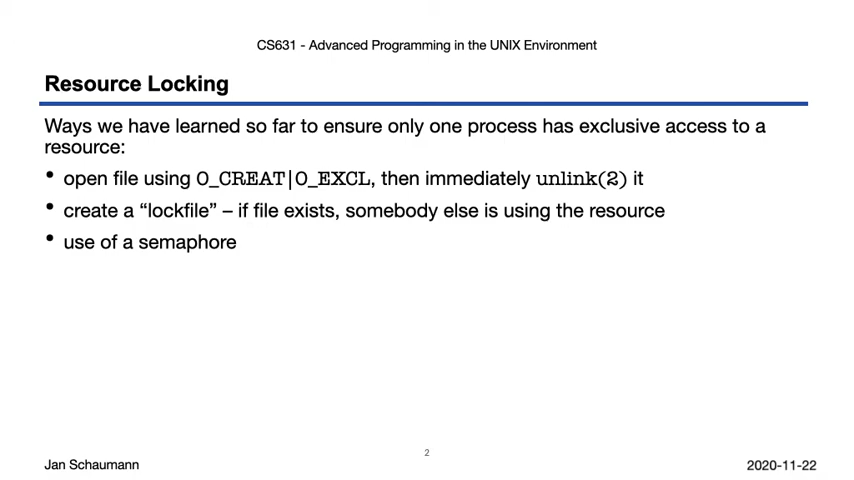 CS631 - Advanced Programming in the UNIX Environment
Resource Locking
Ways we have learned so far to ensure only one process has exclusive access to a
resource:
• open file using O_CREAT|O_EXCL, then immediately unlink(2) it
• create a “lockfile” – if file exists, somebody else is using the resource
• use of a semaphore
2
Jan Schaumann
2020-11-22